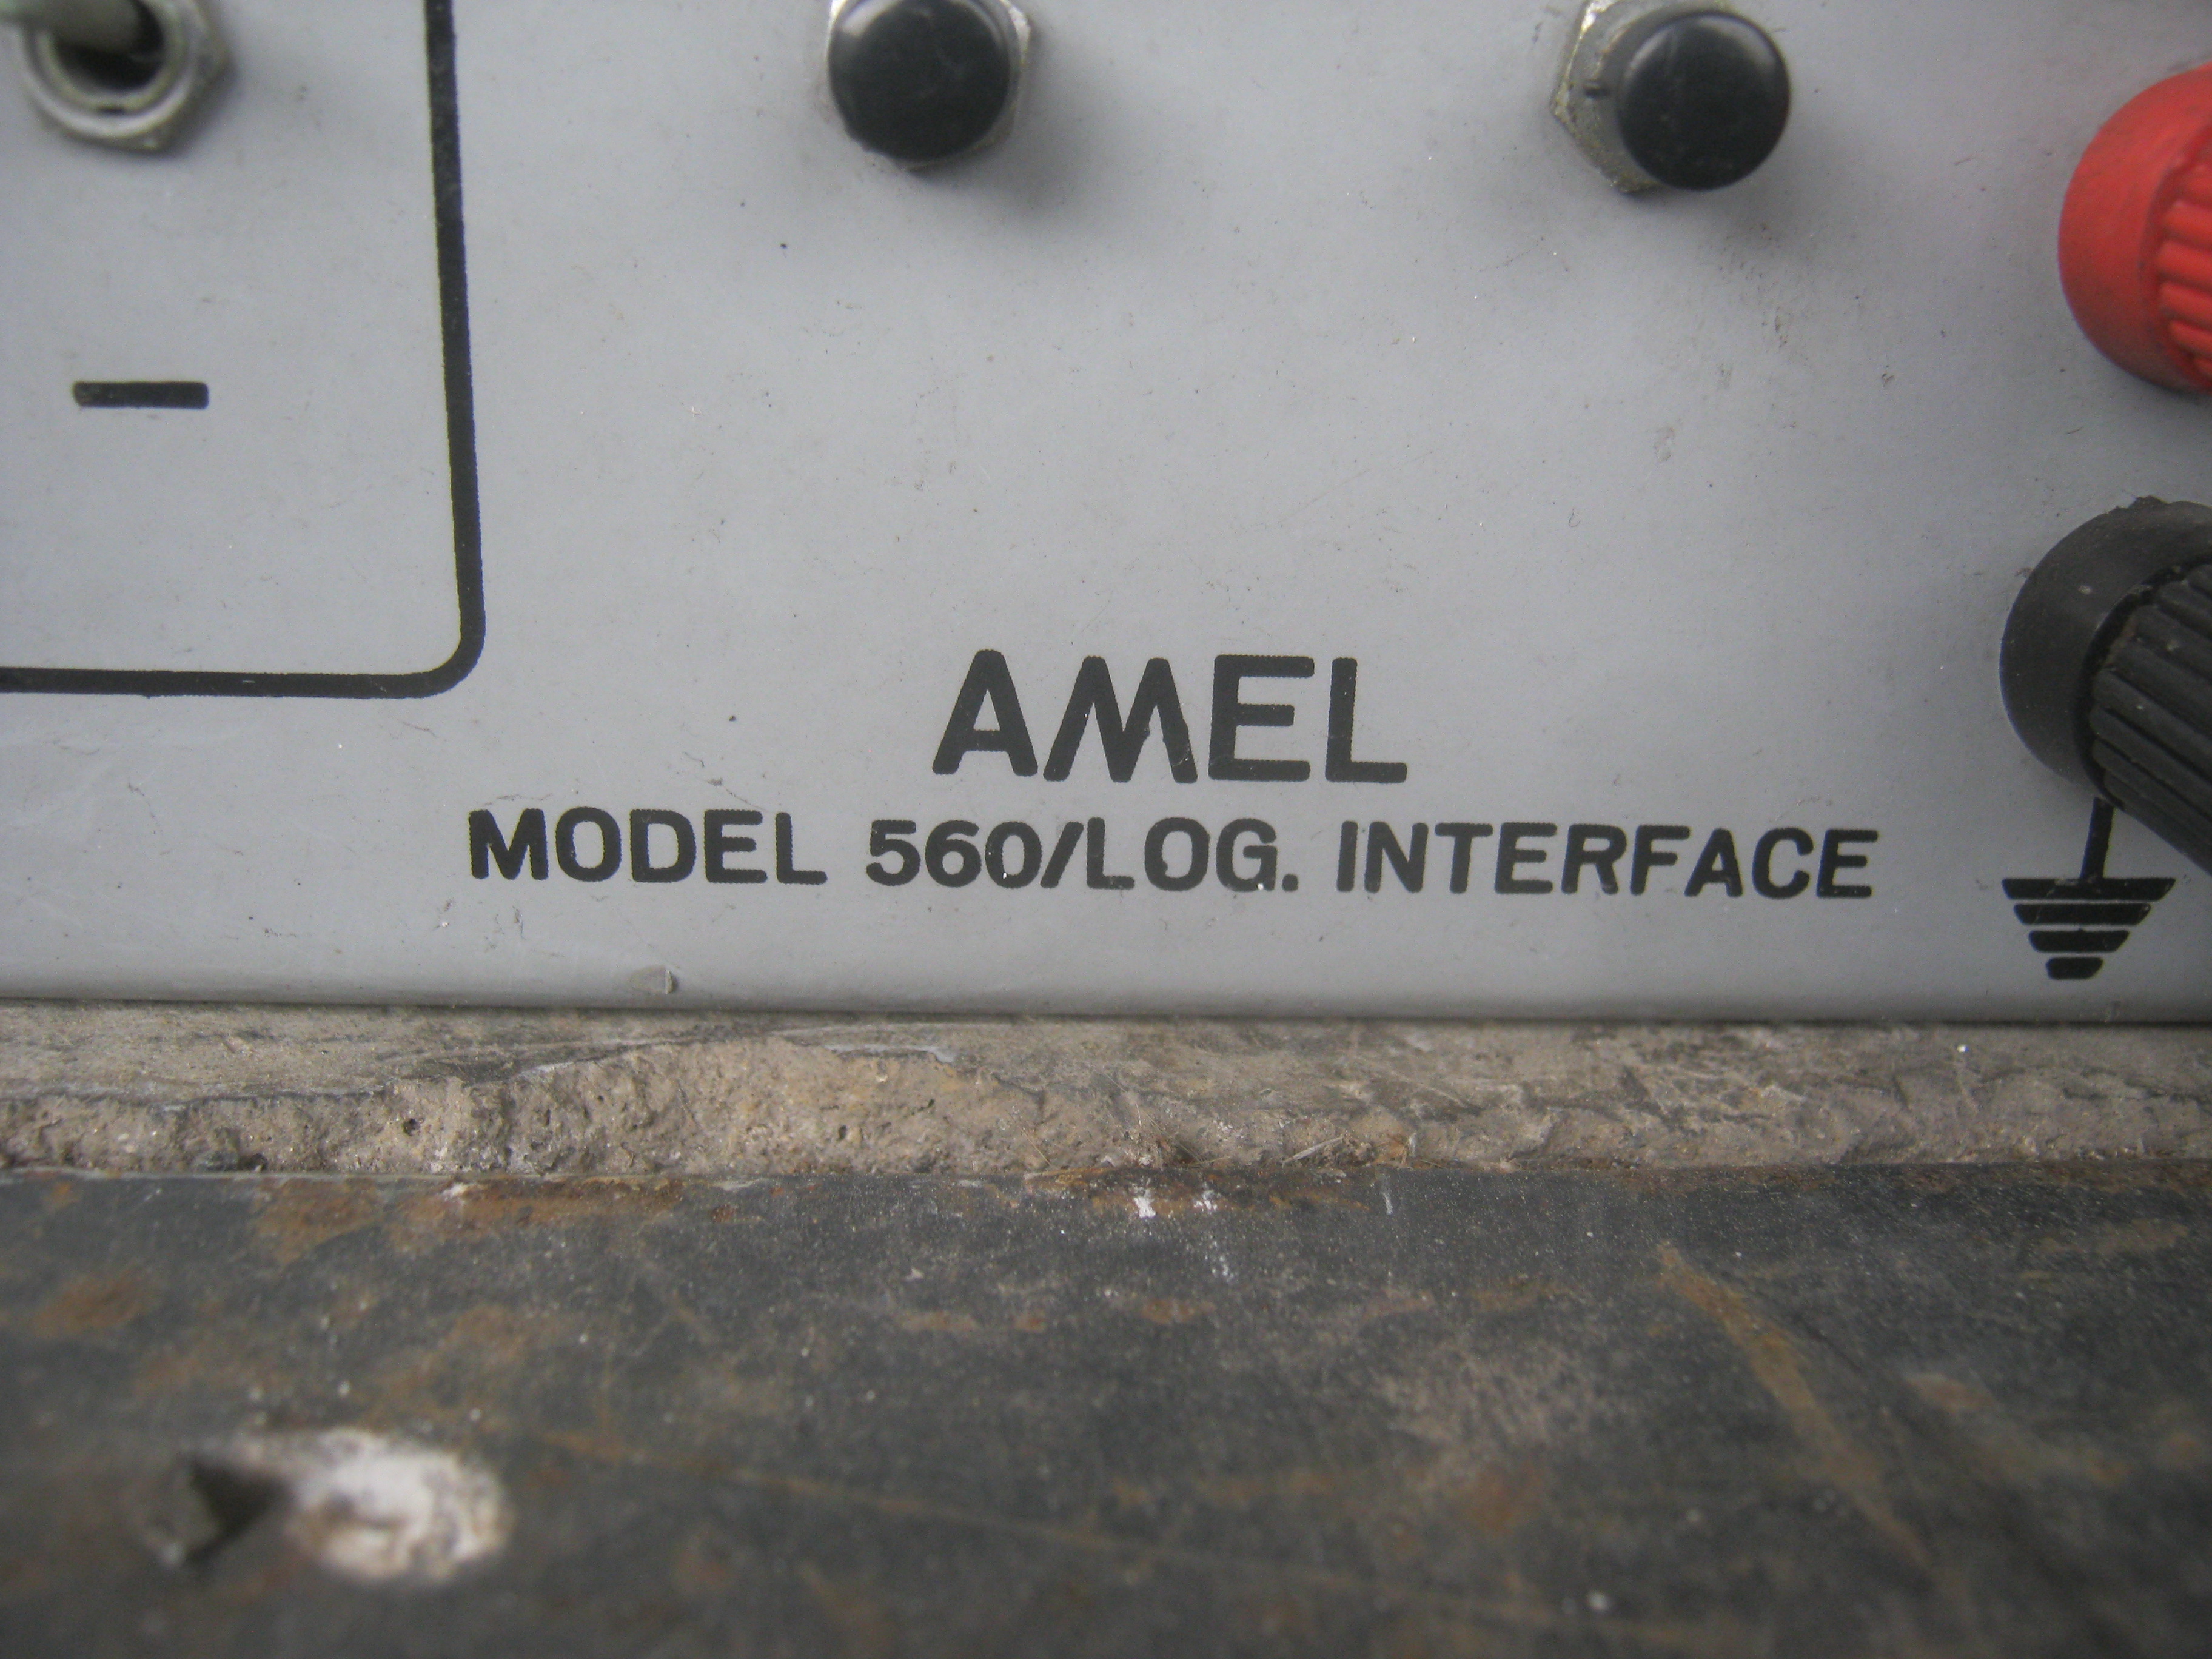 -
AMEL
MODEL 560/LOG. INTERFACE